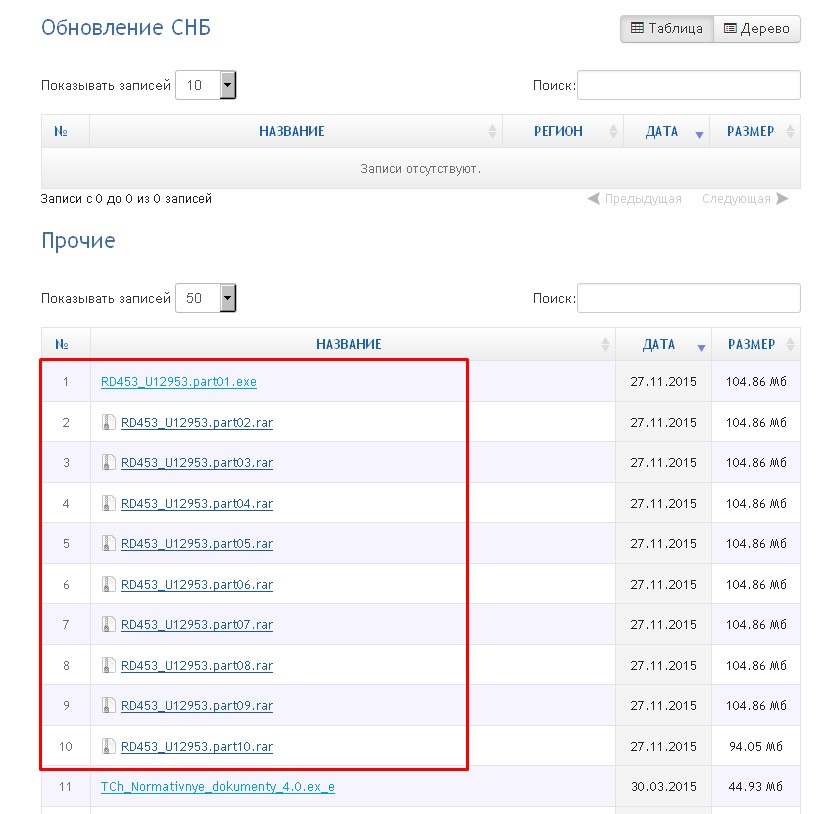 Обновление СНБ
Таблица Дерево
Показывать записей 10 Поиск:
№ НАЗВАНИЕ РЕГИОН ДАТА РАЗМЕР
Записи отсутствуют.
Записи с 0 до 0 из 0 записей Предыдущая Следующая
Прочие
Показывать записей 50 Поиск:
№ НАЗВАНИЕ ДАТА РАЗМЕР
1 RD453_U12953.part01.exe 27.11.2015 104.86 Мб
2 RD453_U12953.part02.rar 27.11.2015 104.86 Мб
3 RD453_U12953.part03.rar 27.11.2015 104.86 Мб
4 RD453_U12953.part04.rar 27.11.2015 104.86 Мб
5 RD453_U12953.part05.rar 27.11.2015 104.86 Мб
6 RD453_U12953.part06.rar 27.11.2015 104.86 Мб
7 RD453_U12953.part07.rar 27.11.2015 104.86 Мб
8 RD453_U12953.part08.rar 27.11.2015 104.86 Мб
9 RD453_U12953.part09.rar 27.11.2015 104.86 Мб
10 RD453_U12953.part10.rar 27.11.2015 94.05 Мб
11 TCh_Normativnye_dokumenty_4.0.ex_e 30.03.2015 44.93 Мб